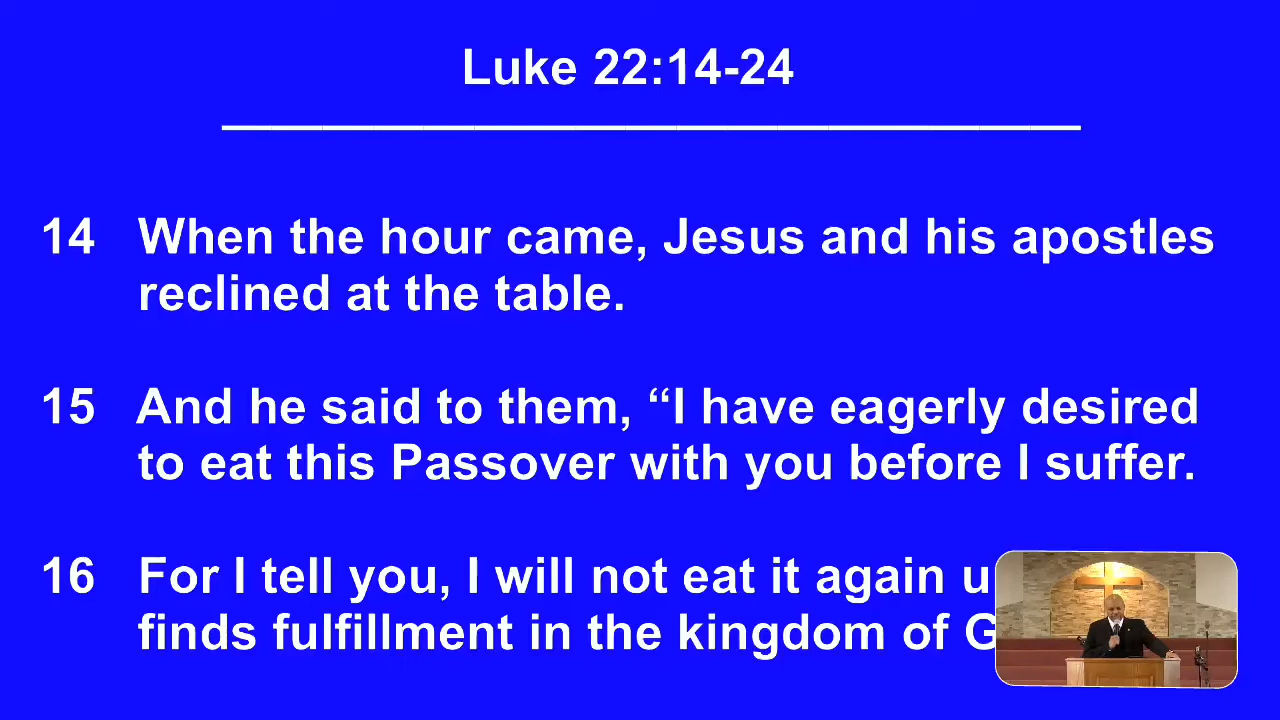 Luke 22:14-24
14 When the hour came, Jesus and his apostles
reclined at the table.
15 And he said to them, “I have eagerly desired
to eat this Passover with you before I suffer.
16 For I tell you, I will not eat it again
finds fulfillment in the kingdom of